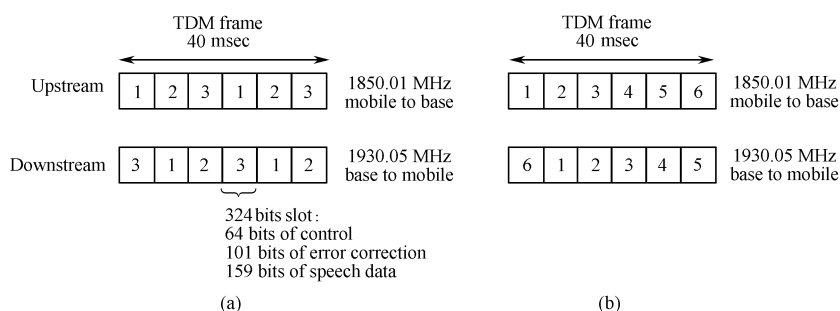 TDM frame
40 msec
Upstream
1 2 3 1 2 3
1850.01 MHz
mobile to base
Downstream
3 1 2 3 1 2
1930.05 MHz
base to mobile
324 bits slot:
64 bits of control
101 bits of error correction
159 bits of speech data
(a)
TDM frame
40 msec
1 2 3 4 5 6
1850.01 MHz
mobile to base
6 1 2 3 4 5
1930.05 MHz
base to mobile
(b)